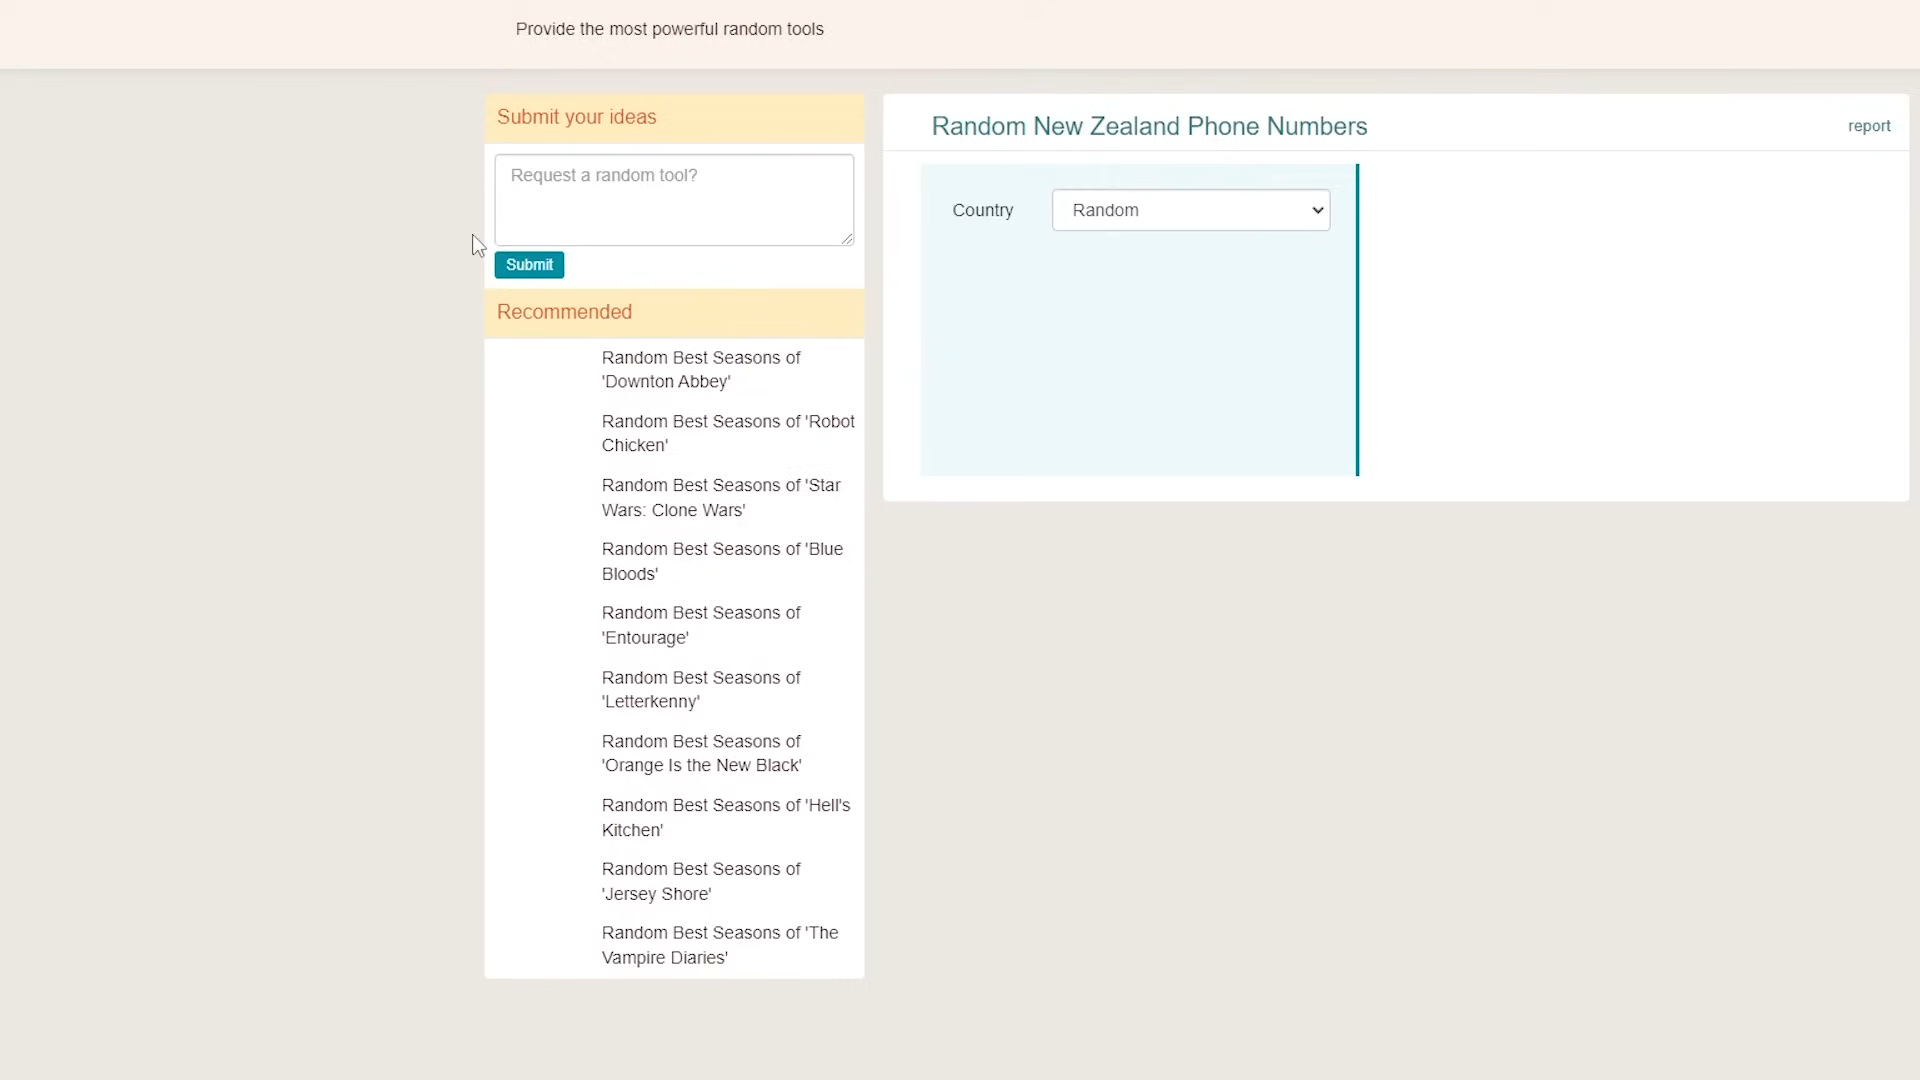 Provide the most powerful random tools
Submit your ideas
Request a random tool?
Submit
Recommended
Random Best Seasons of
'Downton Abbey'
Random Best Seasons of 'Robot
Chicken'
Random Best Seasons of 'Star
Wars: Clone Wars'
Random Best Seasons of 'Blue
Bloods'
Random Best Seasons of
'Entourage'
Random Best Seasons of
'Letterkenny'
Random Best Seasons of
'Orange Is the New Black'
Random Best Seasons of 'Hell's
Kitchen'
Random Best Seasons of
'Jersey Shore'
Random Best Seasons of 'The
Vampire Diaries'
Random New Zealand Phone Numbers
report
Country
Random